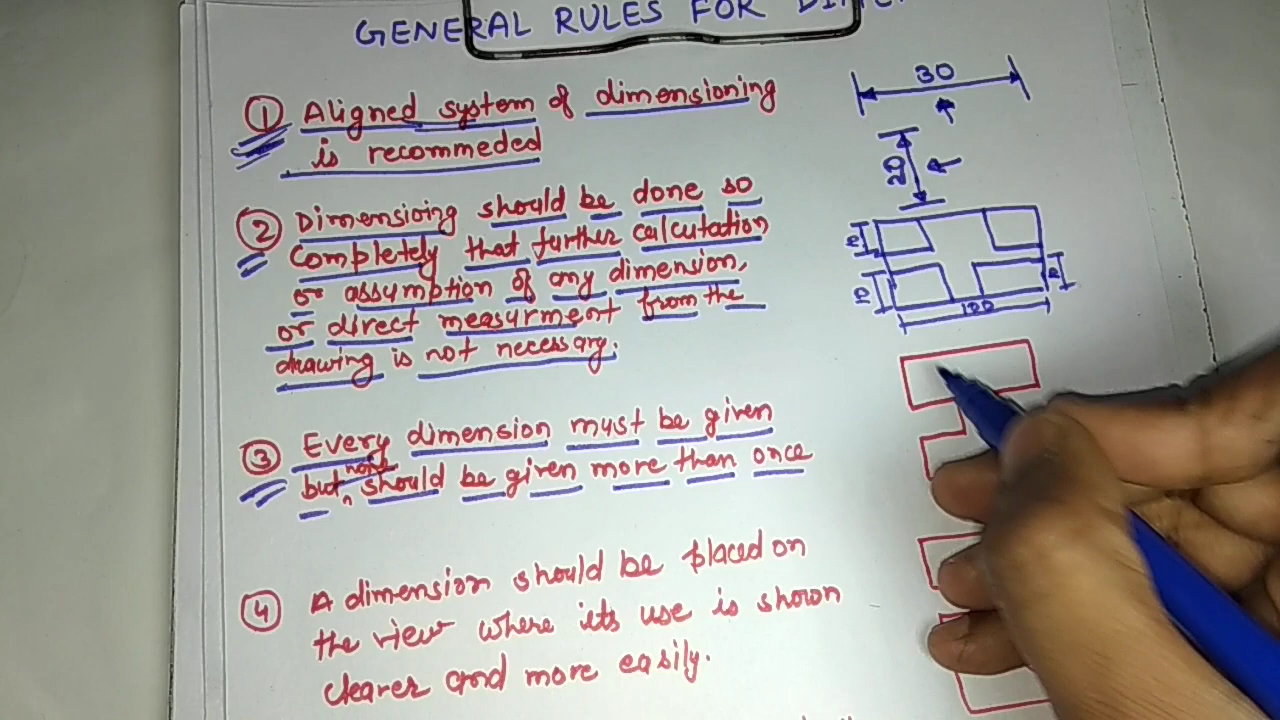 GENERAL RULES FOR DIME
① Aligned system of dimensioning
is recommeded
② Dimensioing should be done so
completely that further calculation
or assumption of any dimension,
or direct measurment from the
drawing is not necessary.
③ Every dimension must be given
but not should be given more than once
④ A dimension should be placed on
the view where its use is shown
clearer and more easily.
30
20
100